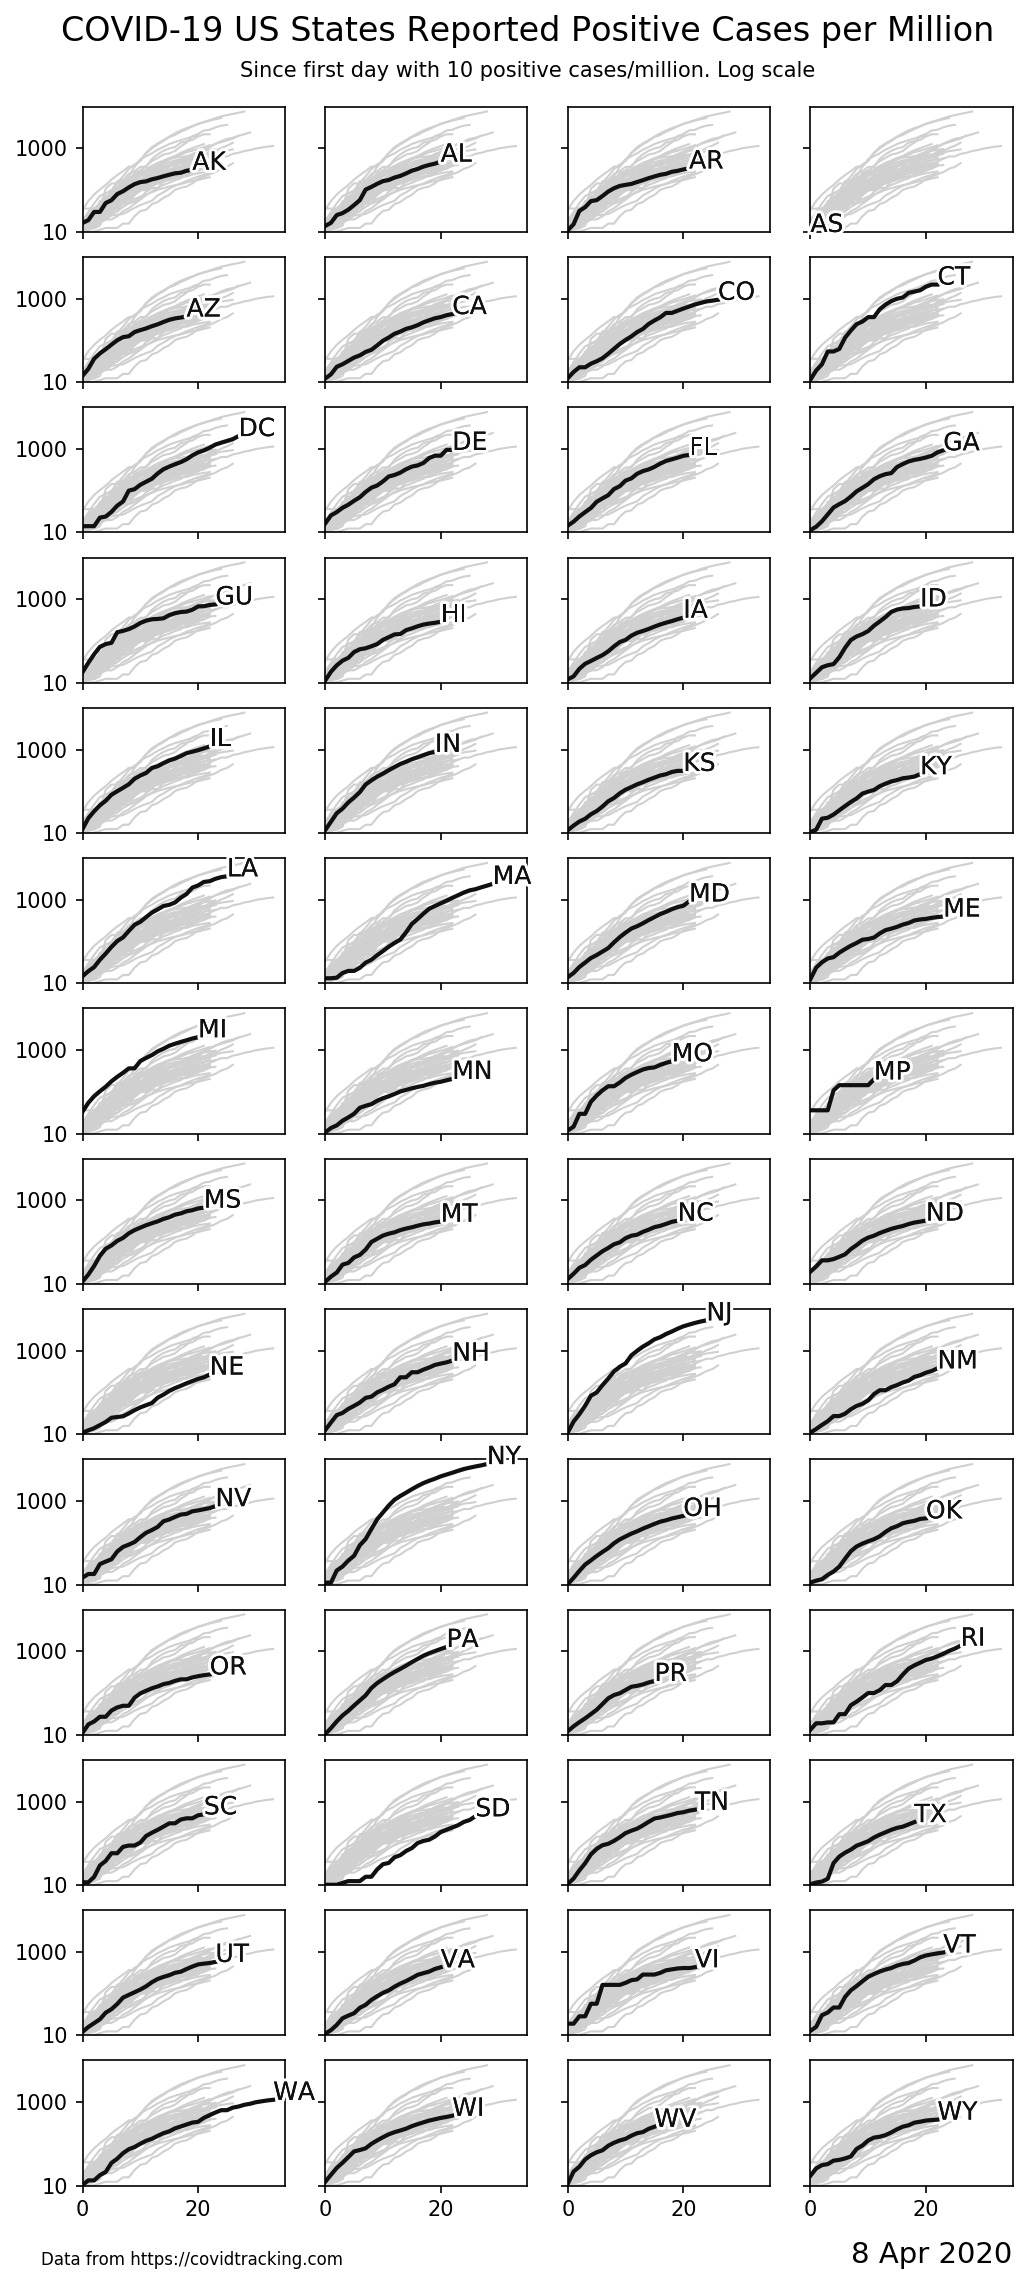 COVID-19 US States Reported Positive Cases per Million
Since first day with 10 positive cases/million. Log scale
1000 AK AL AR
10 AS
1000 AZ CA CO CT
10
1000 DC DE FL GA
10
1000 GU HI IA ID
10
1000 IL IN KS KY
10
1000 LA MA MD ME
10
1000 MI MN MO MP
10
1000 MS MT NC ND
10
1000 NE NH NJ NM
10
1000 NV NY OH OK
10
1000 OR PA PR RI
10
1000 SC SD TN TX
10
1000 UT VA VI VT
10
1000 WA WI WV WY
10
0 20 0 20 0 20 0 20
Data from https://covidtracking.com
8 Apr 2020